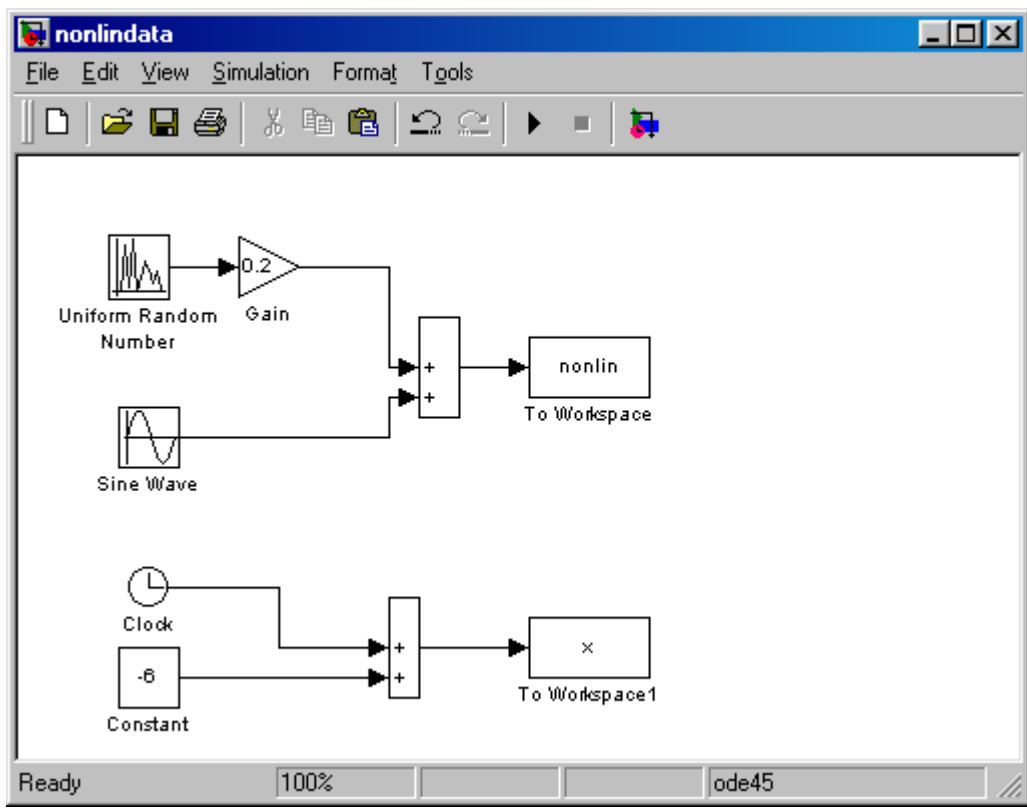 nonlindata
File Edit View Simulation Format Tools
0.2
Uniform Random
Number
Gain
+
+
nonlin
To Workspace
Sine Wave
Clock
+
+
x
To Workspace1
-6
Constant
Ready 100% ode45